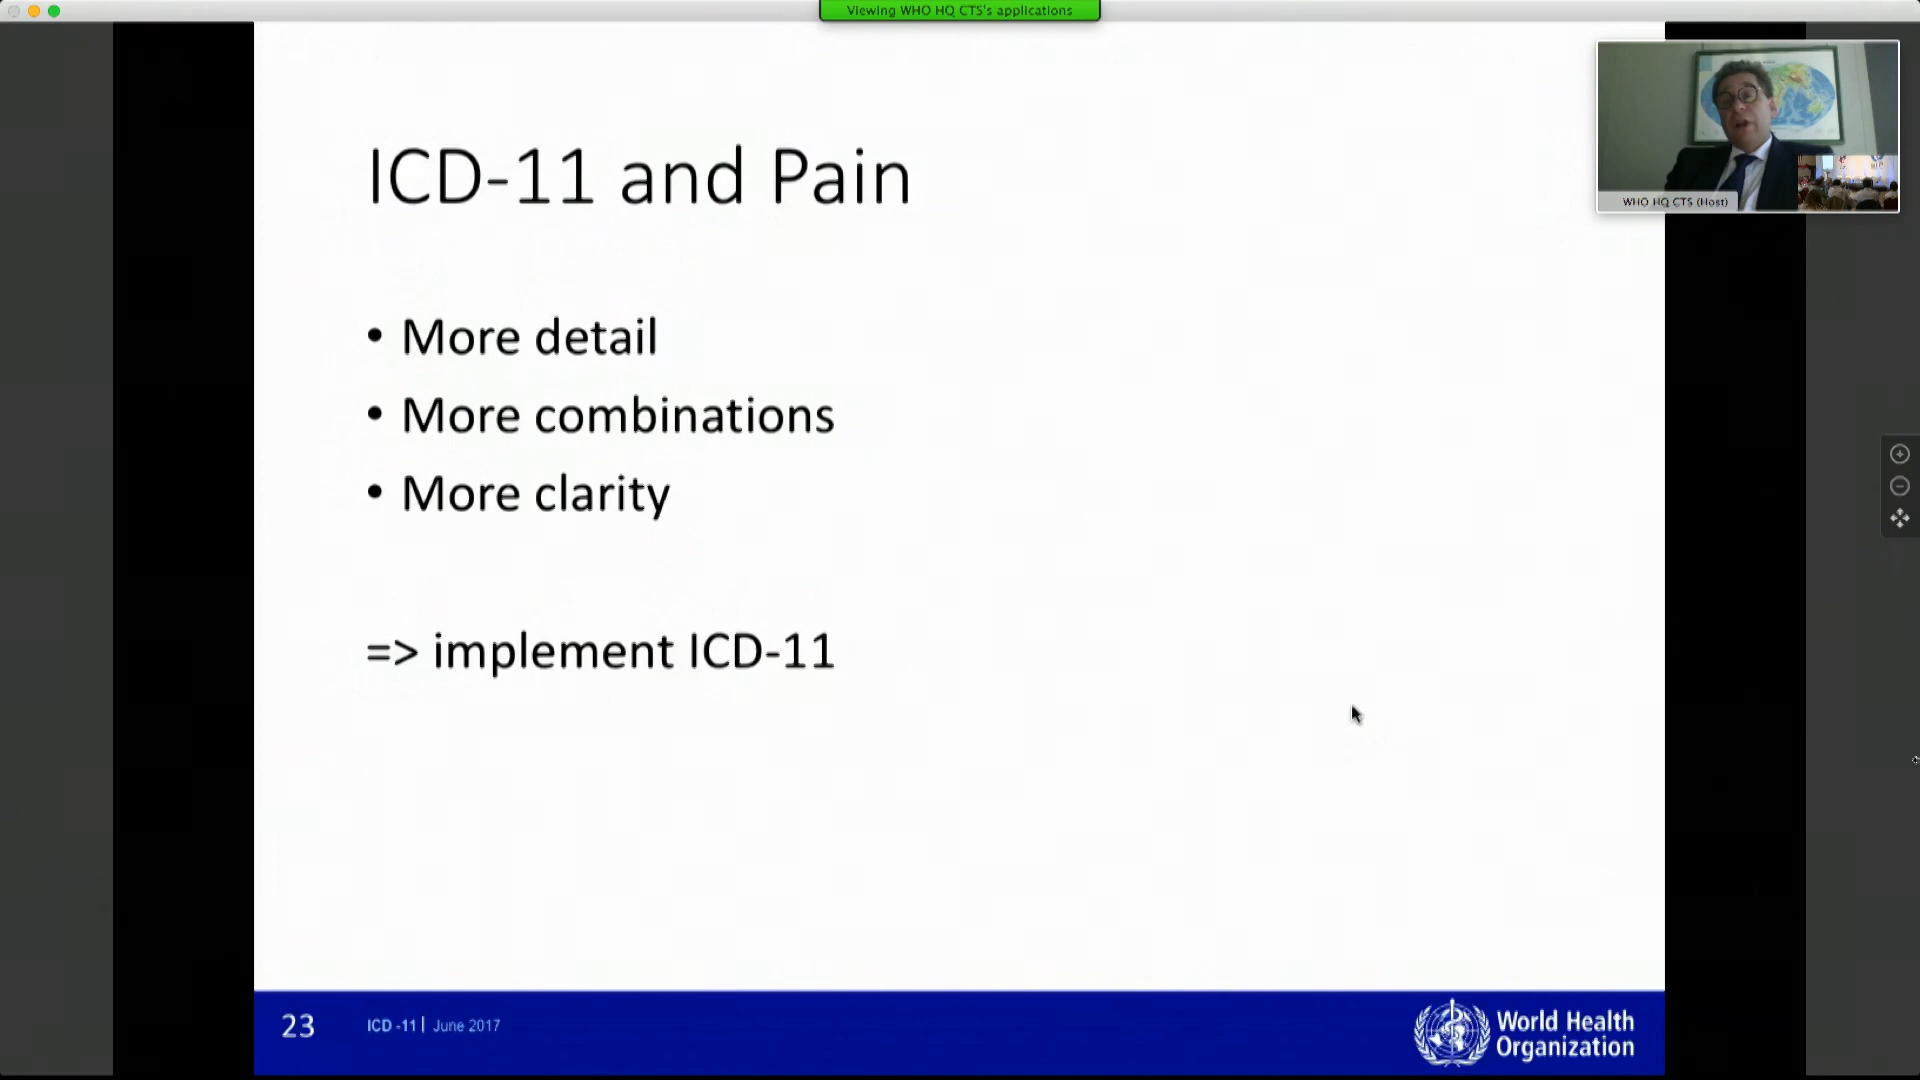 Viewing WHO HQ CTS's applications
WHO HQ CTS (Host)
ICD-11 and Pain
• More detail
• More combinations
• More clarity
=> implement ICD-11
23
ICD -11 | June 2017
World Health
Organization